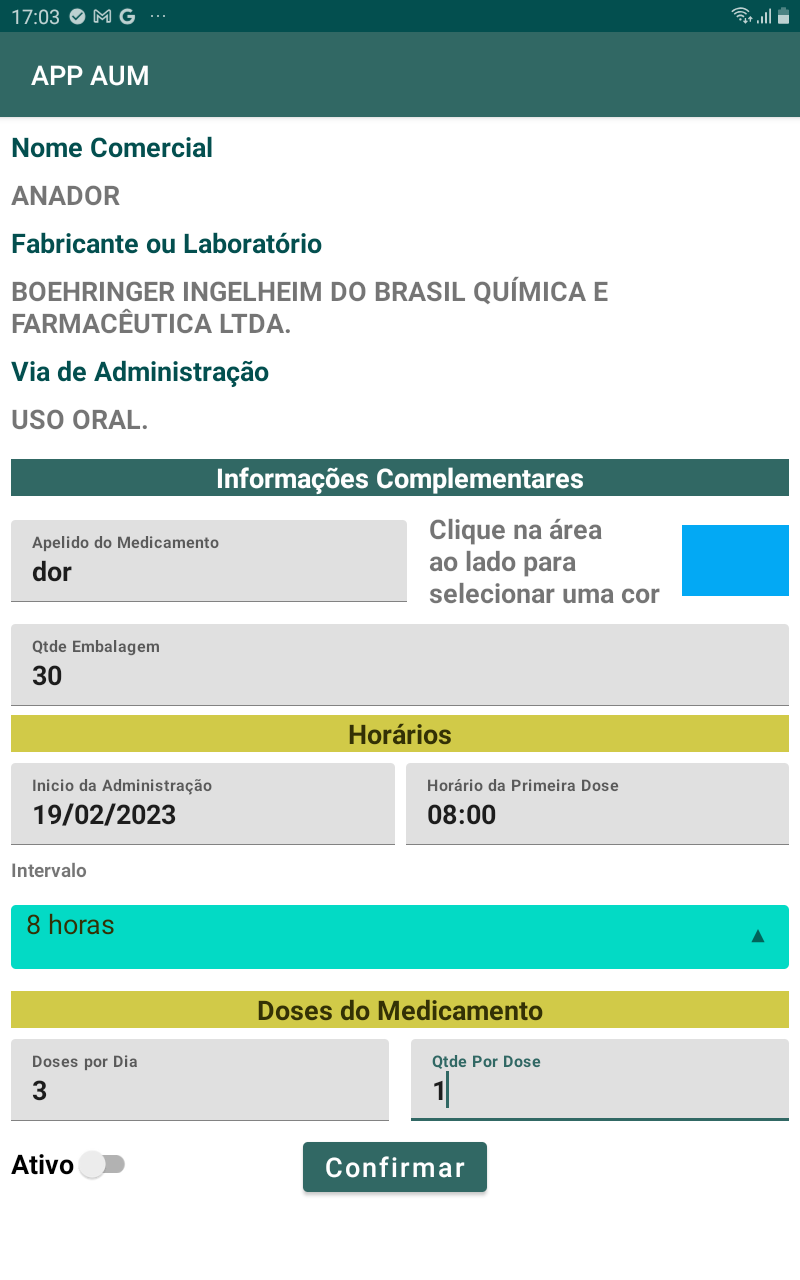 17:03
APP AUM
Nome Comercial
ANADOR
Fabricante ou Laboratório
BOEHRINGER INGELHEIM DO BRASIL QUÍMICA E
FARMACÊUTICA LTDA.
Via de Administração
USO ORAL.
Informações Complementares
Apelido do Medicamento
dor
Clique na área
ao lado para
selecionar uma cor
Qtde Embalagem
30
Horários
Inicio da Administração
19/02/2023
Horário da Primeira Dose
08:00
Intervalo
8 horas
Doses do Medicamento
Doses por Dia
3
Qtde Por Dose
1
Ativo
Confirmar